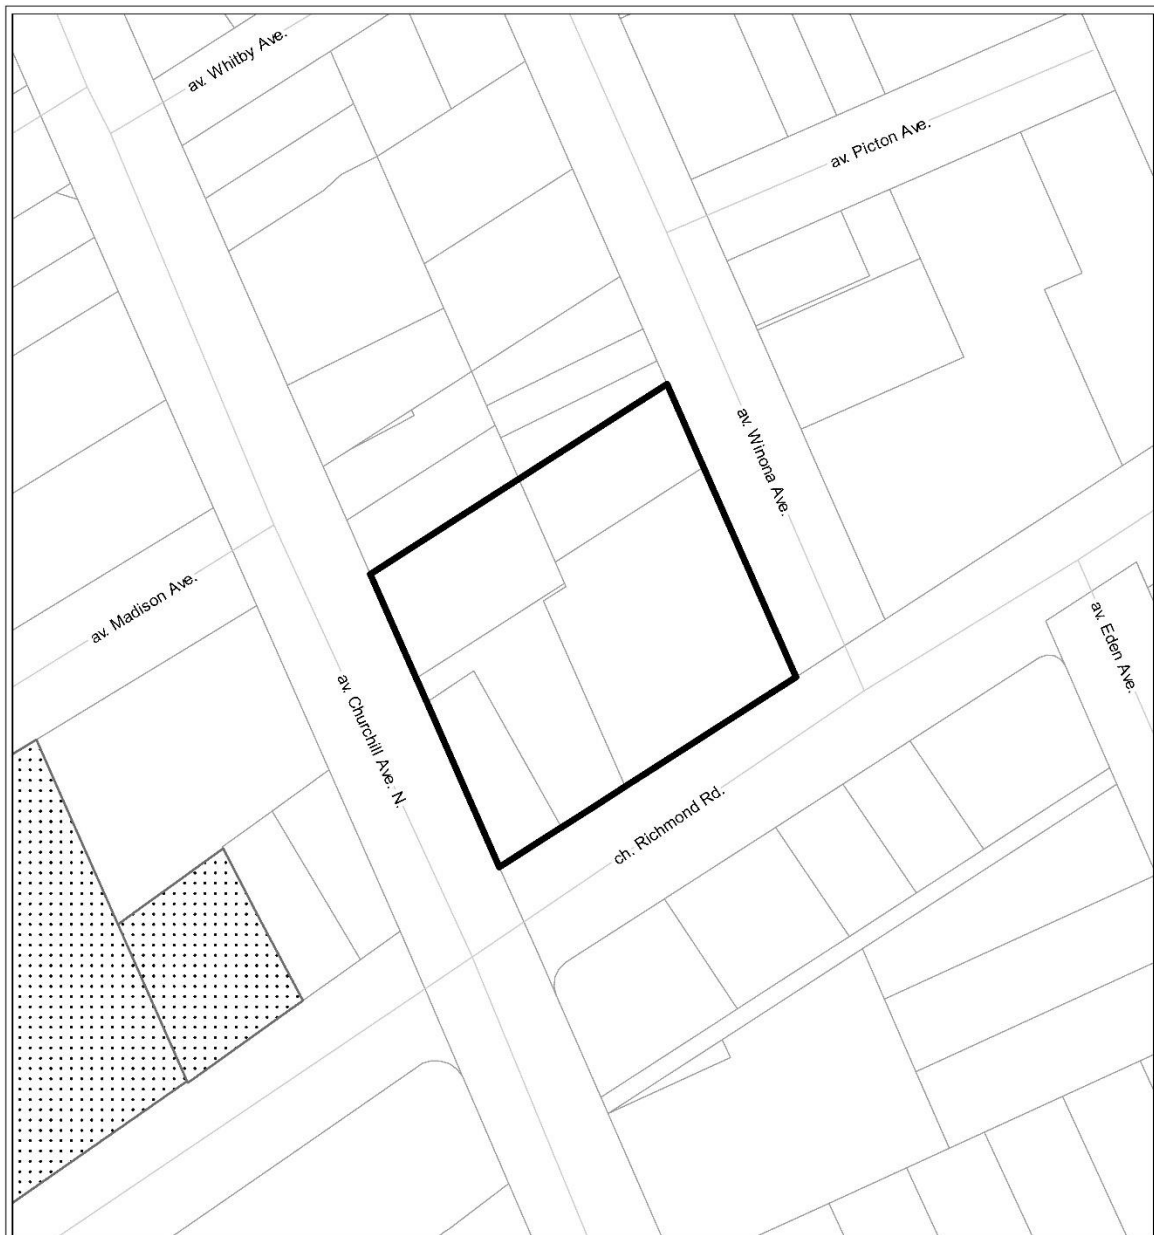 av. Whitby Ave.
av. Picton Ave.
av. Winona Ave.
av. Madison Ave.
av. Eden Ave.
av. Churchill Ave. N.
ch. Richmond Rd.